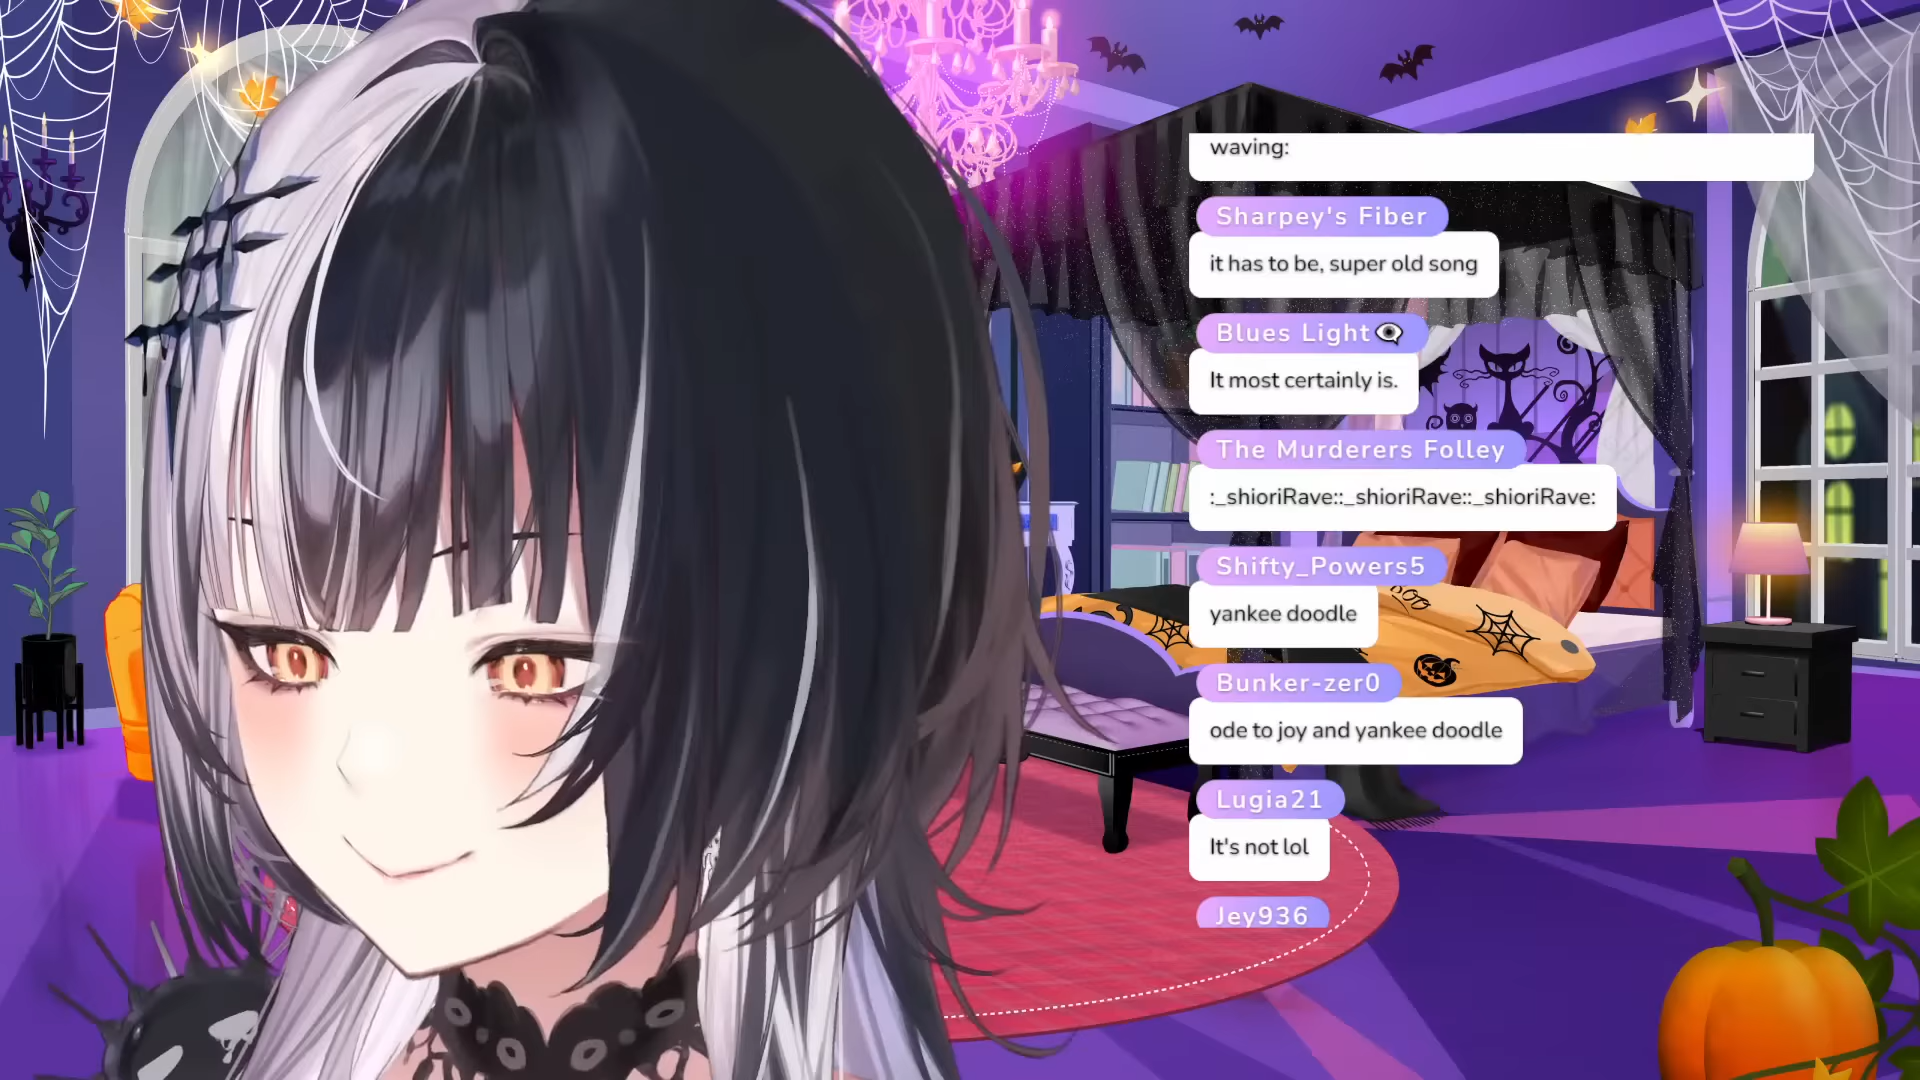 waving:
Sharpey's Fiber
it has to be, super old song
Blues Light
It most certainly is.
The Murderers Folley
:_shioriRave::_shioriRave::_shioriRave:
Shifty_Powers5
yankee doodle
BOO
Bunker-zer0
ode to joy and yankee doodle
Lugia21
It's not lol
Jey936